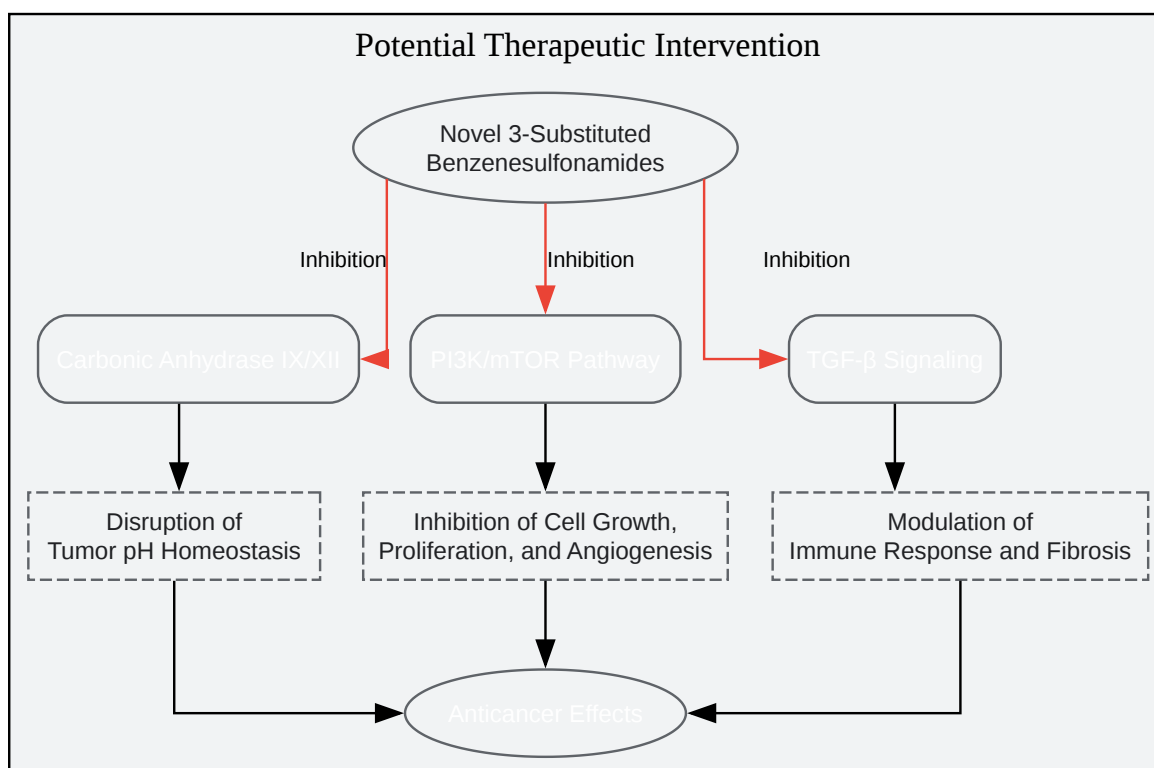 Potential Therapeutic Intervention
Novel 3-Substituted
Benzenesulfonamides
Inhibition
Inhibition
Inhibition
Carbonic Anhydrase IX/XII
PI3K/mTOR Pathway
TGF-β Signaling
Disruption of
Tumor pH Homeostasis
Inhibition of Cell Growth,
Proliferation, and Angiogenesis
Modulation of
Immune Response and Fibrosis
Anticancer Effects